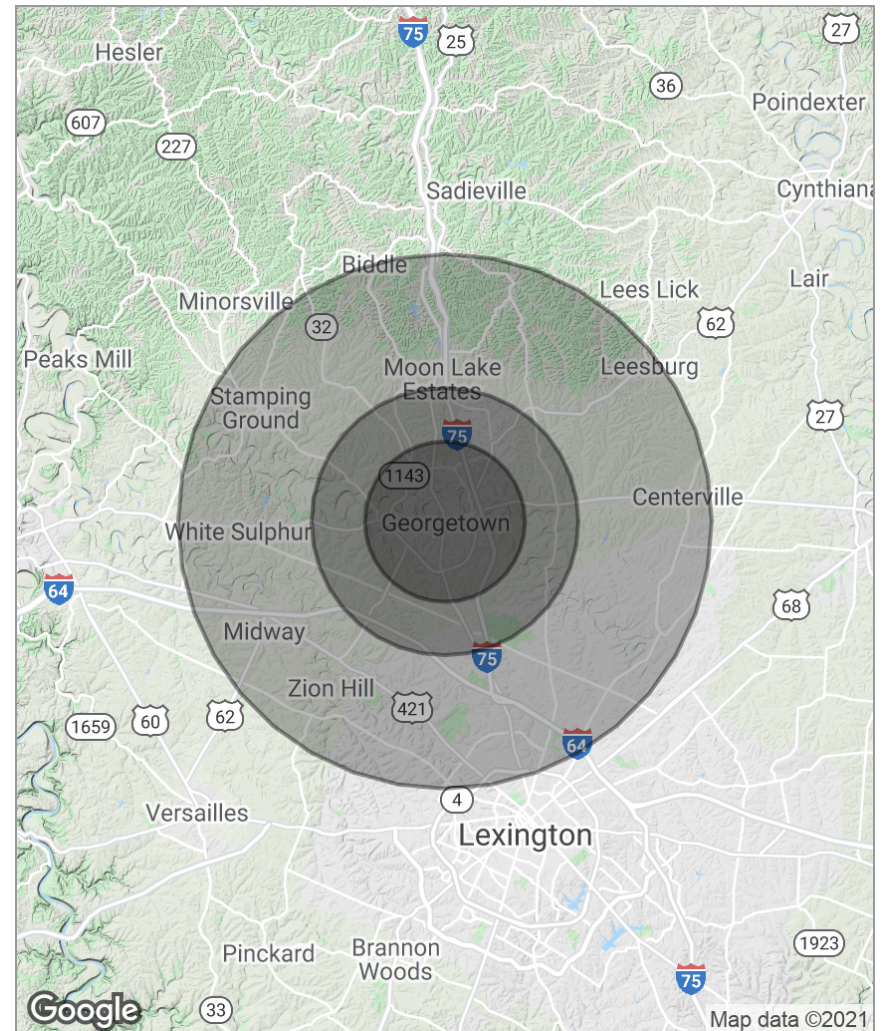 75
25
27
Hesler
36
Poindexter
607
227
Sadieville
Cynthiana
Biddle
Lair
Minorsville
Lees Lick
32
62
Peaks Mill
Moon Lake
Estates
Leesburg
Stamping
Ground
27
75
1143
Centerville
Georgetown
White Sulphur
64
68
Midway
75
Zion Hill
421
62
60
1659
64
4
Versailles
Lexington
1923
Brannon
Woods
Pinckard
75
33
Google
Map data ©2021